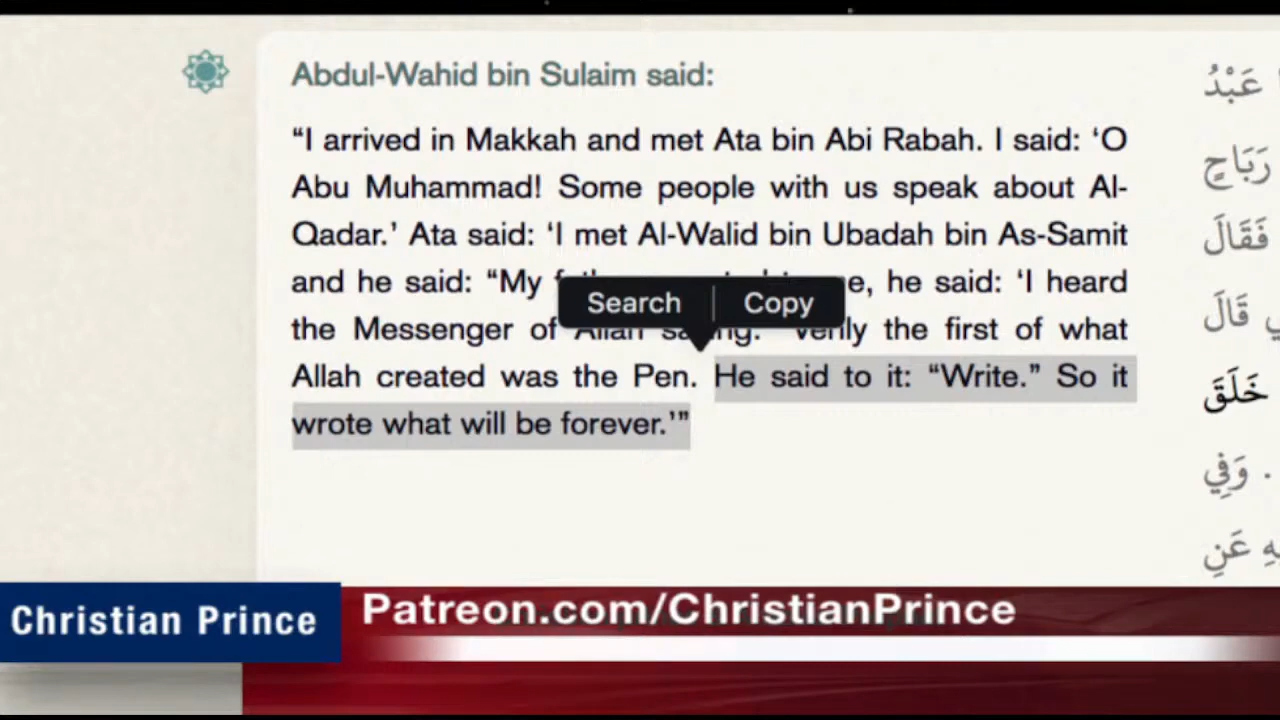 Abdul-Wahid bin Sulaim said:
“I arrived in Makkah and met Ata bin Abi Rabah. I said: ‘O
Abu Muhammad! Some people with us speak about Al-
Qadar.’ Ata said: ‘I met Al-Walid bin Ubadah bin As-Samit
and he said: “My he said: ‘I heard
the Messenger of Allah the first of what
Allah created was the Pen. He said to it: “Write.” So it
wrote what will be forever.’”
Search Copy
عَبْدُ
رَبَاحٍ
فَقَالَ
قَالَ
خَلَقَ
. وَفِي
عَنِ
Christian Prince
Patreon.com/ChristianPrince